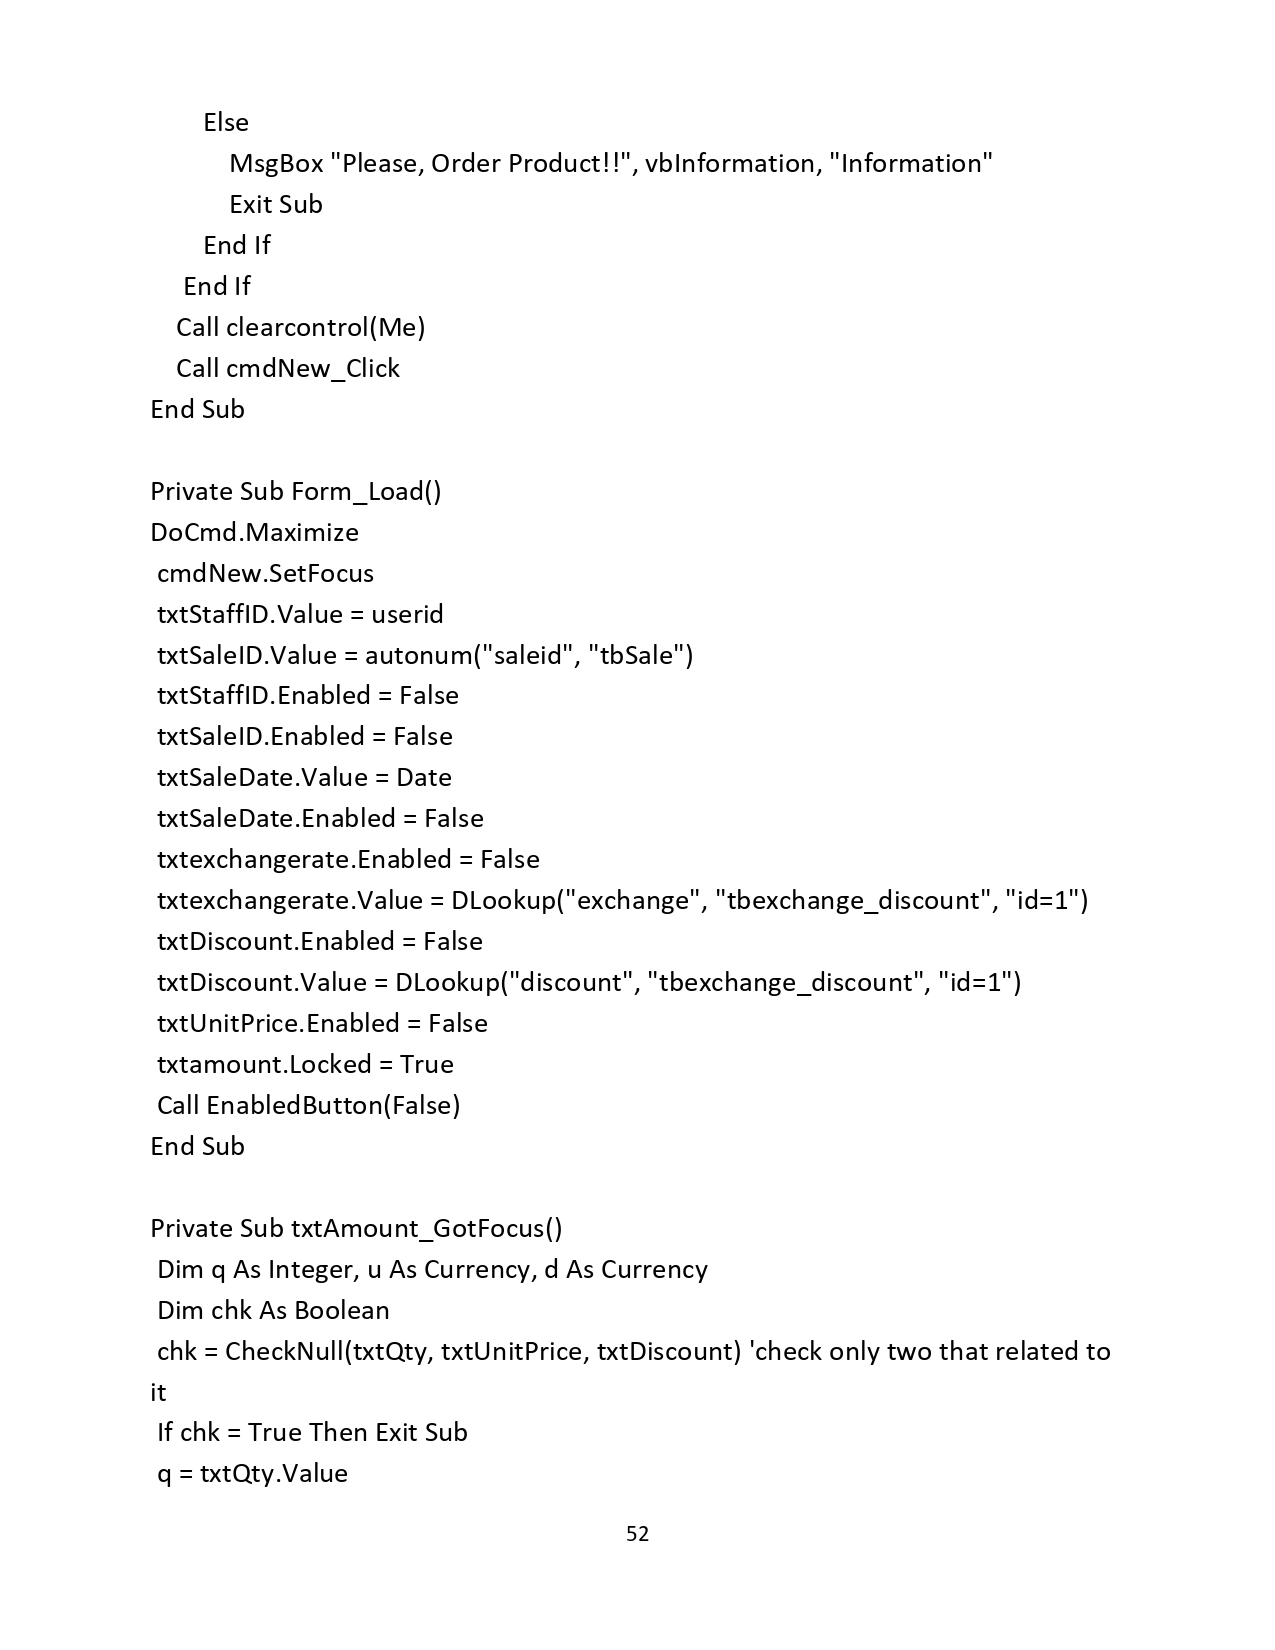 Else
MsgBox "Please, Order Product!!", vbInformation, "Information"
Exit Sub
End If
End If
Call clearcontrol(Me)
Call cmdNew_Click
End Sub
Private Sub Form_Load()
DoCmd.Maximize
cmdNew.SetFocus
txtStaffID.Value = userid
txtSaleID.Value = autonum("saleid", "tbSale")
txtStaffID.Enabled = False
txtSaleID.Enabled = False
txtSaleDate.Value = Date
txtSaleDate.Enabled = False
txtexchangerate.Enabled = False
txtexchangerate.Value = DLookup("exchange", "tbexchange_discount", "id=1")
txtDiscount.Enabled = False
txtDiscount.Value = DLookup("discount", "tbexchange_discount", "id=1")
txtUnitPrice.Enabled = False
txtamount.Locked = True
Call EnabledButton(False)
End Sub
Private Sub txtAmount_GotFocus()
Dim q As Integer, u As Currency, d As Currency
Dim chk As Boolean
chk = CheckNull(txtQty, txtUnitPrice, txtDiscount) 'check only two that related to
it
If chk = True Then Exit Sub
q = txtQty.Value
52